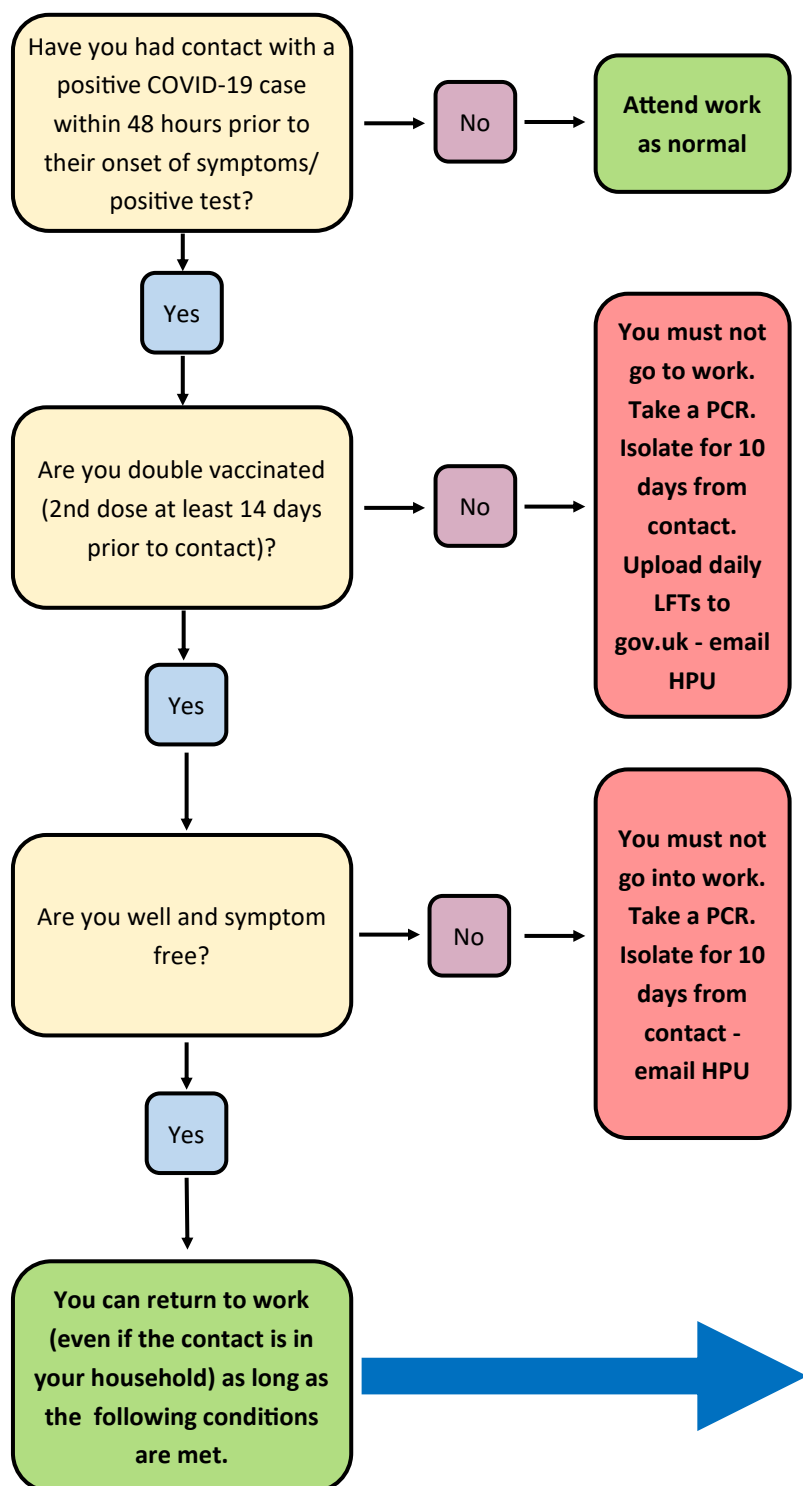 Have you had contact with a
positive COVID-19 case
within 48 hours prior to
their onset of symptoms/
positive test?
No
Attend work
as normal
Yes
Are you double vaccinated
(2nd dose at least 14 days
prior to contact)?
No
You must not
go to work.
Take a PCR.
Isolate for 10
days from
contact.
Upload daily
LFTs to
gov.uk - email
HPU
Yes
Are you well and symptom
free?
No
You must not
go into work.
Take a PCR.
Isolate for 10
days from
contact -
email HPU
Yes
You can return to work
(even if the contact is in
your household) as long as
the  following conditions
are met.